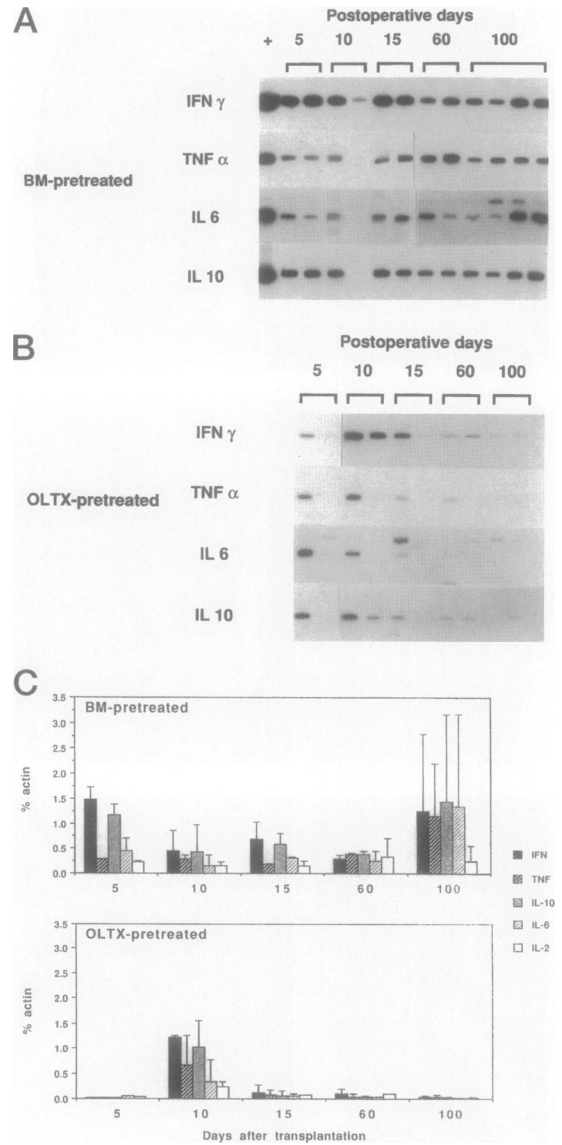 A
Postoperative days
+ 5 10 15 60 100
IFN γ
TNF α
BM-pretreated
IL 6
IL 10
B
Postoperative days
5 10 15 60 100
IFN γ
TNF α
OLTX-pretreated
IL 6
IL 10
C
3.5
BM-pretreated
3.0
2.5
2.0
1.5
1.0
0.5
0.0
% actin
5 10 15 60 100
IFN
TNF
IL-10
IL-6
IL-2
3.5
OLTX-pretreated
3.0
2.5
2.0
1.5
1.0
0.5
0.0
% actin
5 10 15 60 100
Days after transplantation